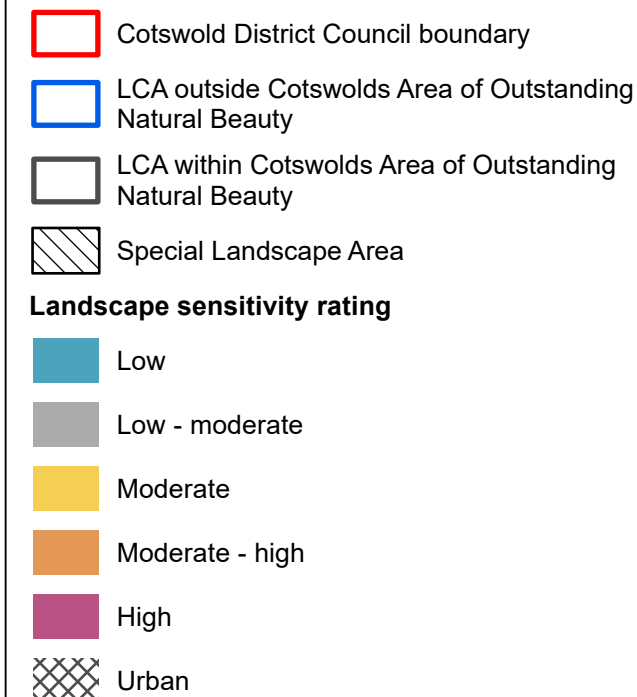 Cotswold District Council boundary
LCA outside Cotswolds Area of Outstanding
Natural Beauty
LCA within Cotswolds Area of Outstanding
Natural Beauty
Special Landscape Area
Landscape sensitivity rating
Low
Low - moderate
Moderate
Moderate - high
High
Urban